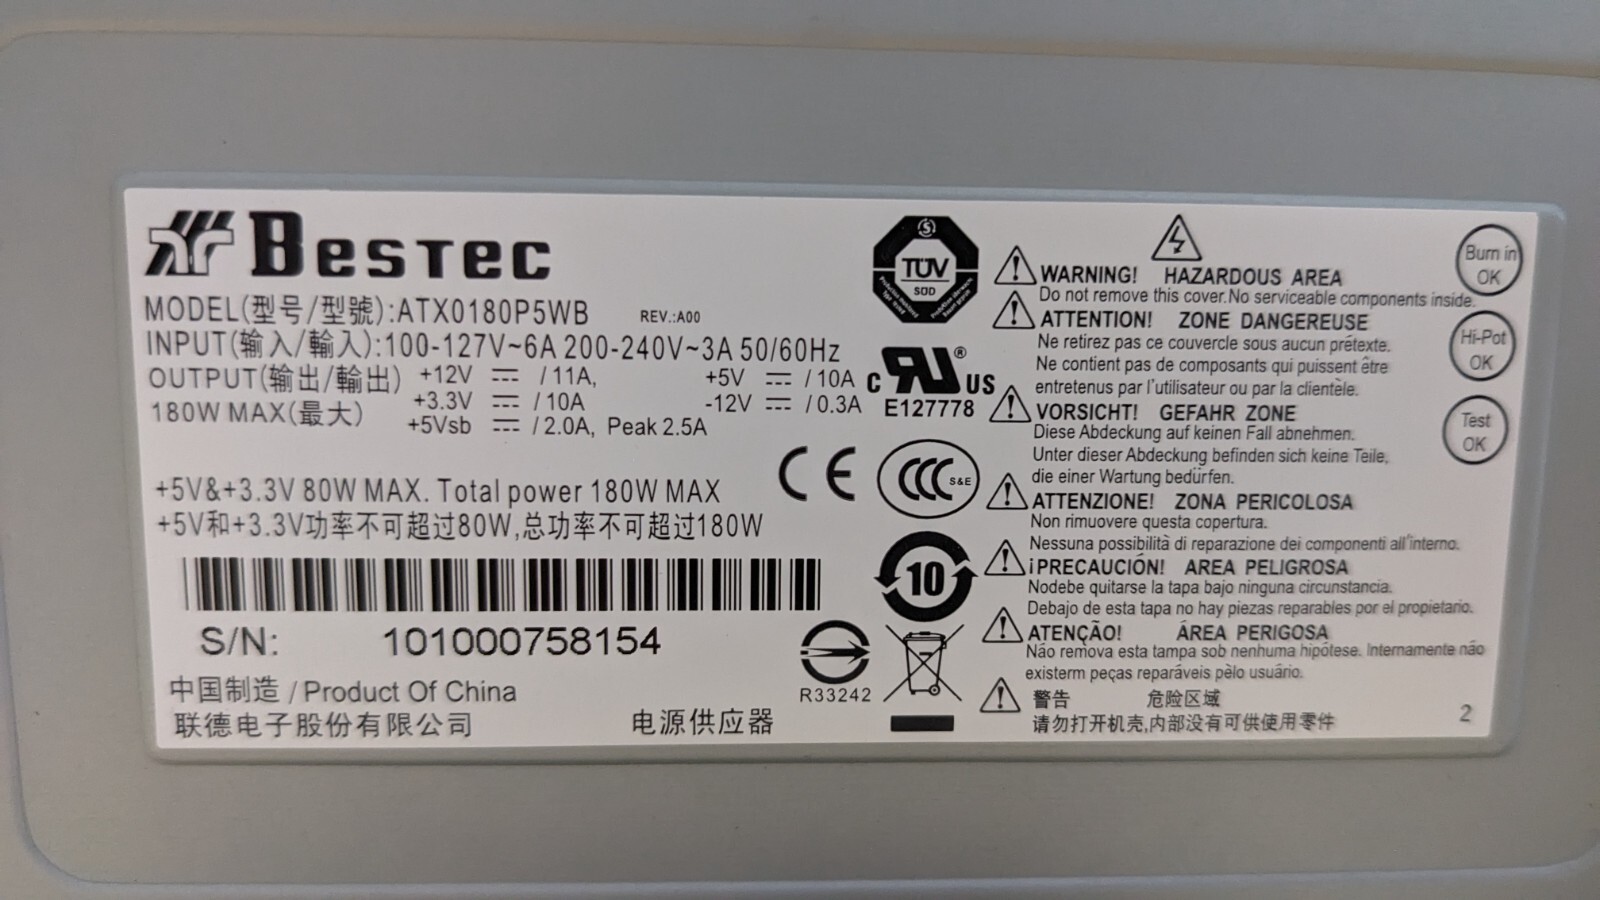 BESTEC
MODEL(型号/型號):ATX0180P5WB REV.:A00
INPUT(输入/輸入):100-127V~6A 200-240V~3A 50/60Hz
OUTPUT(输出/輸出) +12V /11A, +5V /10A
180W MAX(最大) +3.3V /10A -12V /0.3A
+5Vsb /2.0A, Peak 2.5A
+5V&+3.3V 80W MAX. Total power 180W MAX
+5V和+3.3V功率不可超过80W,总功率不可超过180W
S/N: 101000758154
中国制造/Product Of China
联德电子股份有限公司 电源供应器
TÜV
SÜD
C US ®
E127778
CE
CCC S&E
10
R33242
WARNING! HAZARDOUS AREA
Do not remove this cover.No serviceable components inside.
ATTENTION! ZONE DANGEREUSE
Ne retirez pas ce couvercle sous aucun prétexte.
Ne contient pas de composants qui puissent être
entretenus par l'utilisateur ou par la clientèle.
VORSICHT! GEFAHR ZONE
Diese Abdeckung auf keinen Fall abnehmen.
Unter dieser Abdeckung befinden sich keine Teile,
die einer Wartung bedürfen.
ATTENZIONE! ZONA PERICOLOSA
Non rimuovere questa copertura.
Nessuna possibilità di reparazione dei componenti all'interno.
¡PRECAUCIÓN! AREA PELIGROSA
Nodebe quitarse la tapa bajo ninguna circunstancia.
Debajo de esta tapa no hay piezas reparables por el propietario.
ATENÇÃO! ÁREA PERIGOSA
Não remova esta tampa sob nenhuma hipótese. Internamente não
existerm peças reparáveis pèlo usuário.
警告 危险区域
请勿打开机壳,内部没有可供使用零件
2
Burn in
OK
Hi-Pot
OK
Test
OK